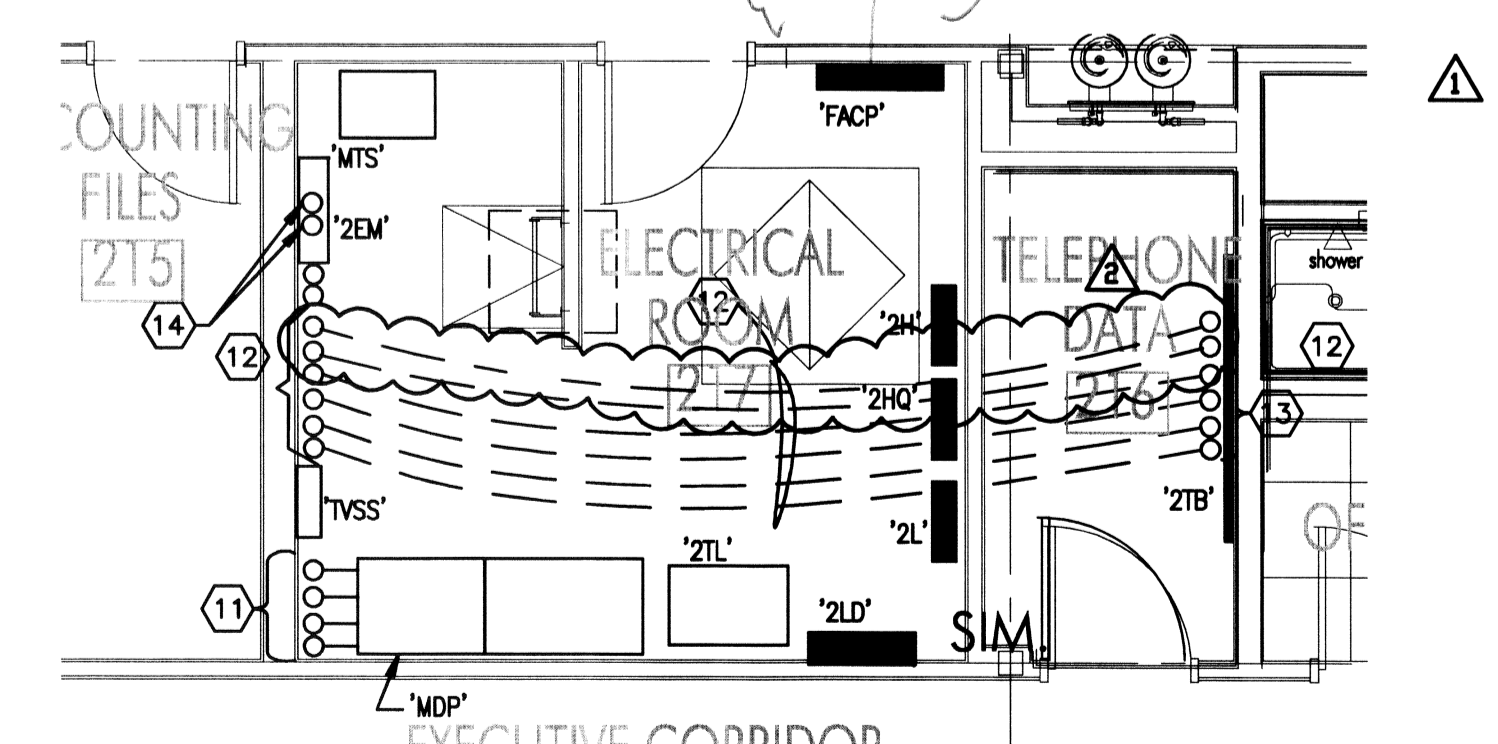 1
'FACP'
COUNTING
FILES
215
'MTS'
'2EM'
14
12
ELECTRICAL
ROOM
217
12
'2H'
'2HQ'
'2L'
TELEPHONE
DATA
216
2
shower
12
13
'TVSS'
'2TB'
11
'2TL'
'2LD'
SIM.
'MDP'
EXECUTIVE CORRIDOR